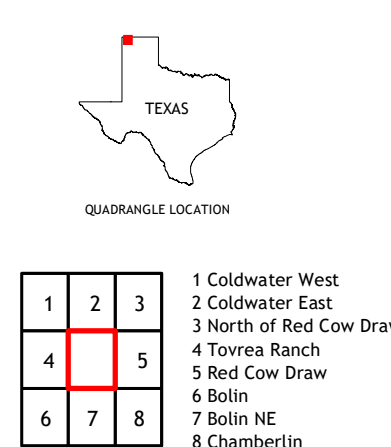 TEXAS
QUADRANGLE LOCATION
1 2 3
4 5
6 7 8
1 Coldwater West
2 Coldwater East
3 North of Red Cow
4 Tovrea Ranch
5 Red Cow Draw
6 Bolin
7 Bolin NE
8 Chamberlin